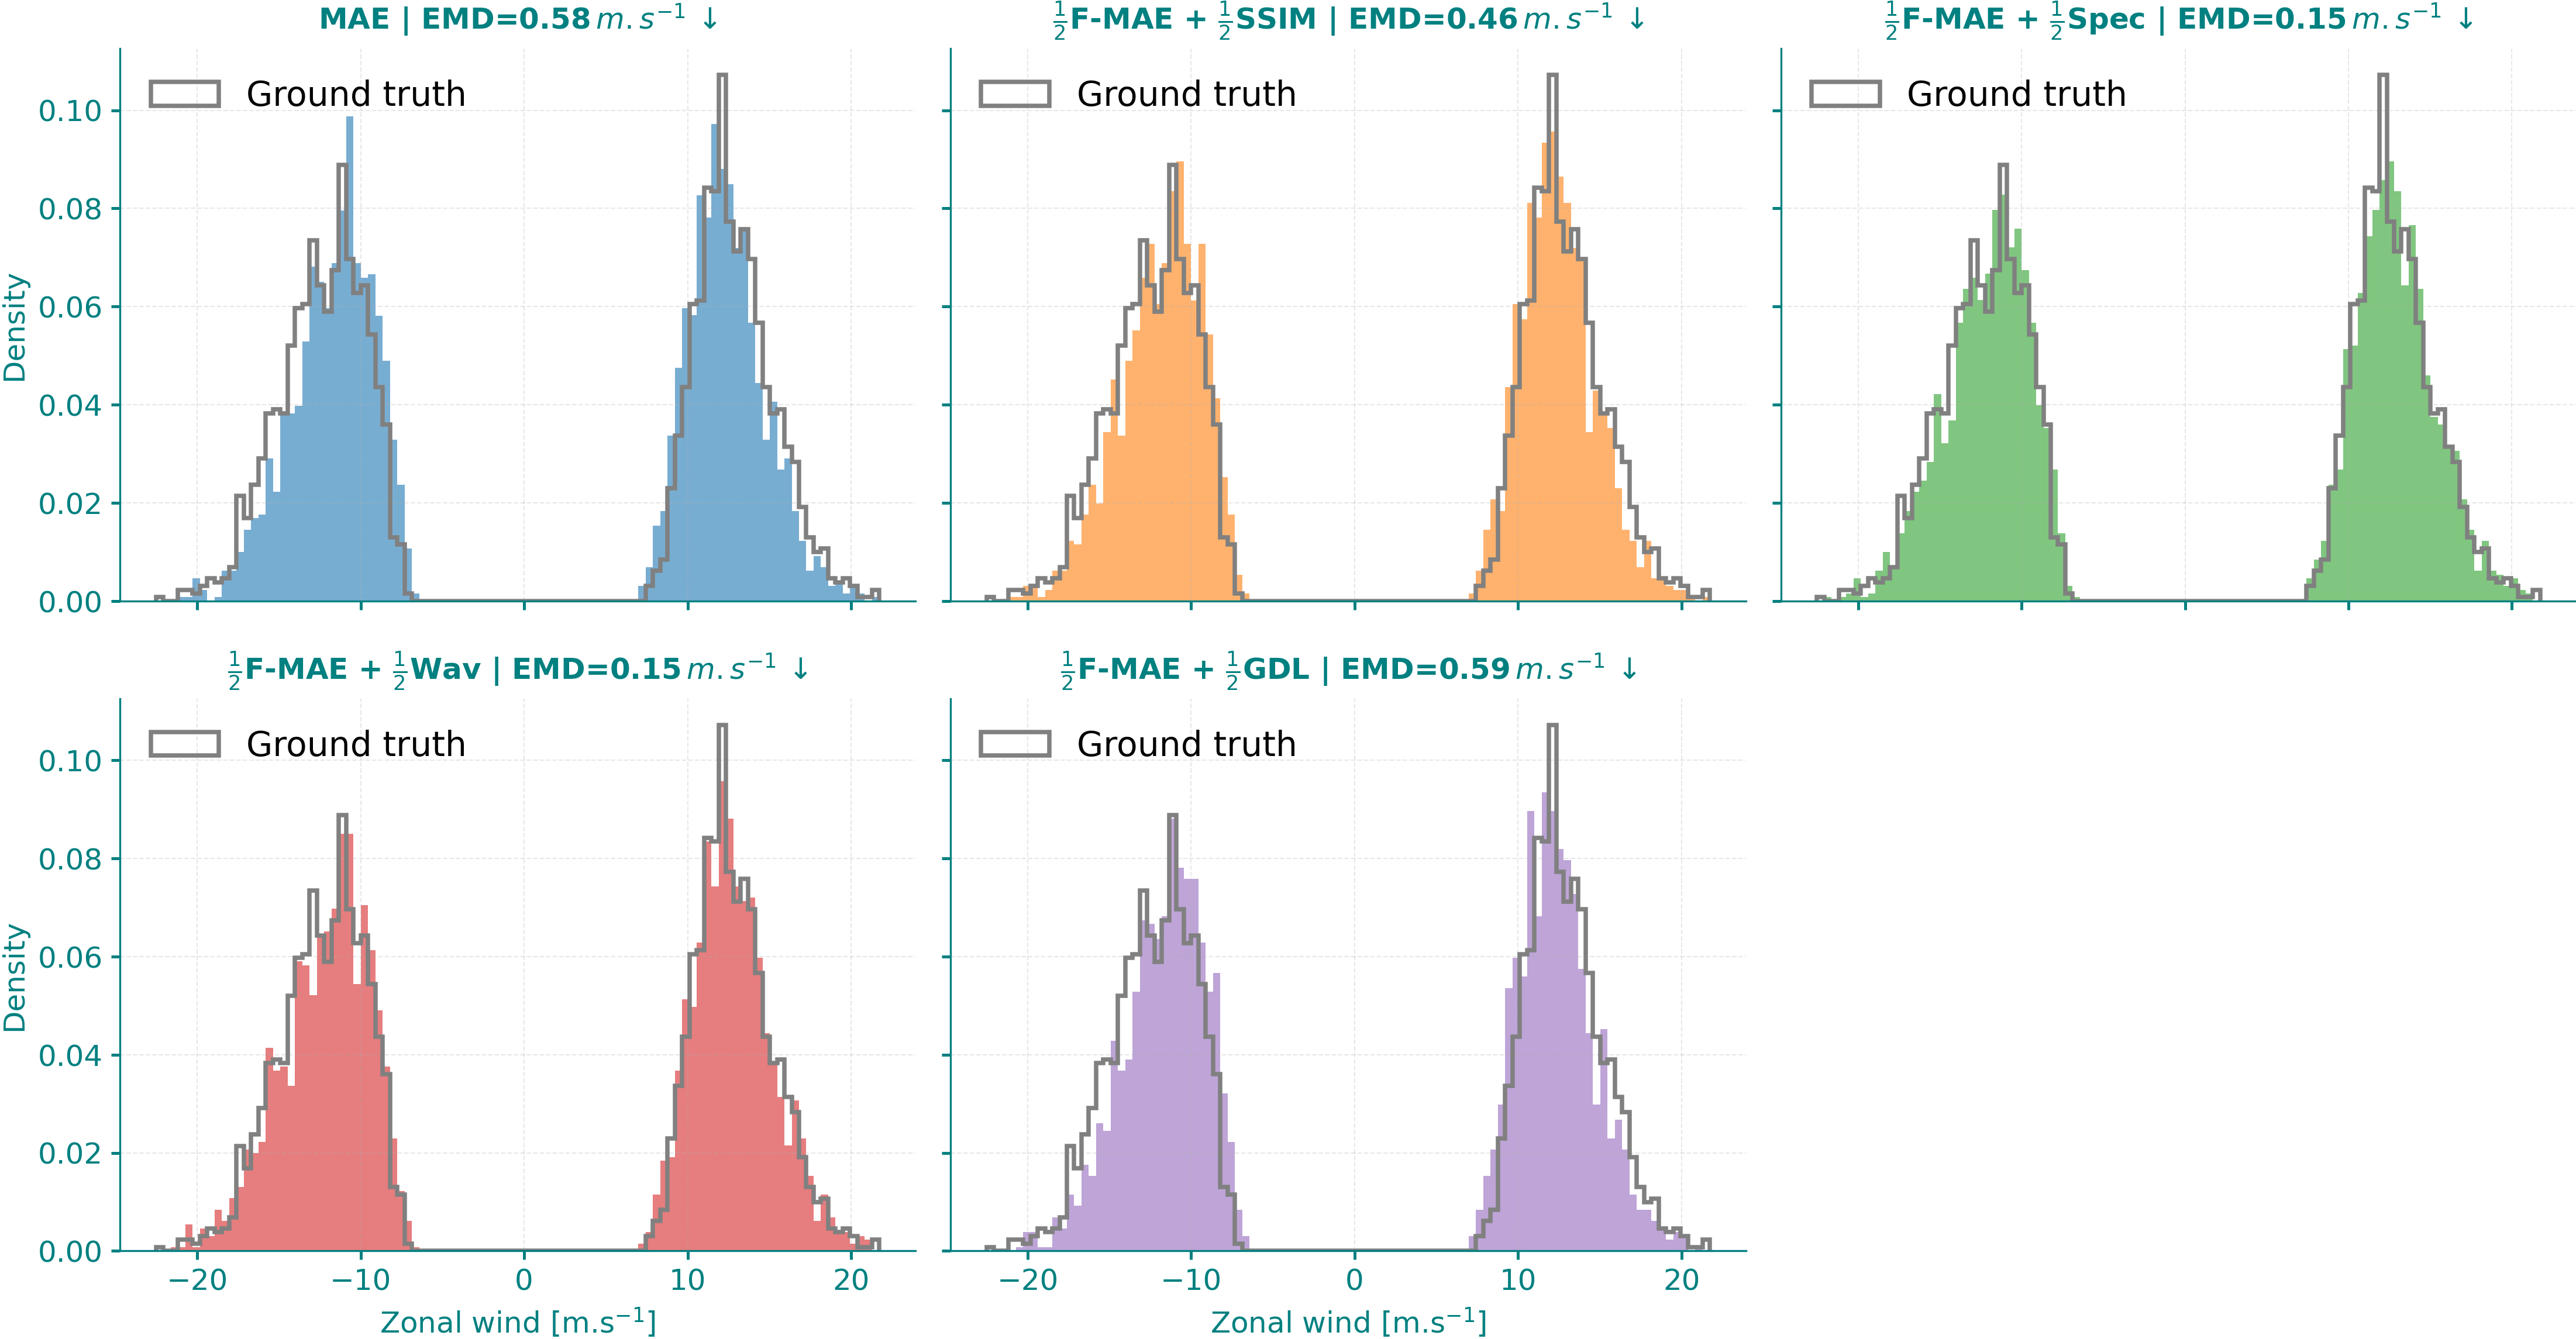 MAE | EMD=0.58 m.s⁻¹ ↓
½F-MAE + ½SSIM | EMD=0.46 m.s⁻¹ ↓
½F-MAE + ½Spec | EMD=0.15 m.s⁻¹ ↓
Ground truth
Ground truth
Ground truth
Density
0.10
0.08
0.06
0.04
0.02
0.00
½F-MAE + ½Wav | EMD=0.15 m.s⁻¹ ↓
½F-MAE + ½GDL | EMD=0.59 m.s⁻¹ ↓
Ground truth
Ground truth
Density
0.10
0.08
0.06
0.04
0.02
0.00
−20 −10 0 10 20
−20 −10 0 10 20
Zonal wind [m.s⁻¹]
Zonal wind [m.s⁻¹]